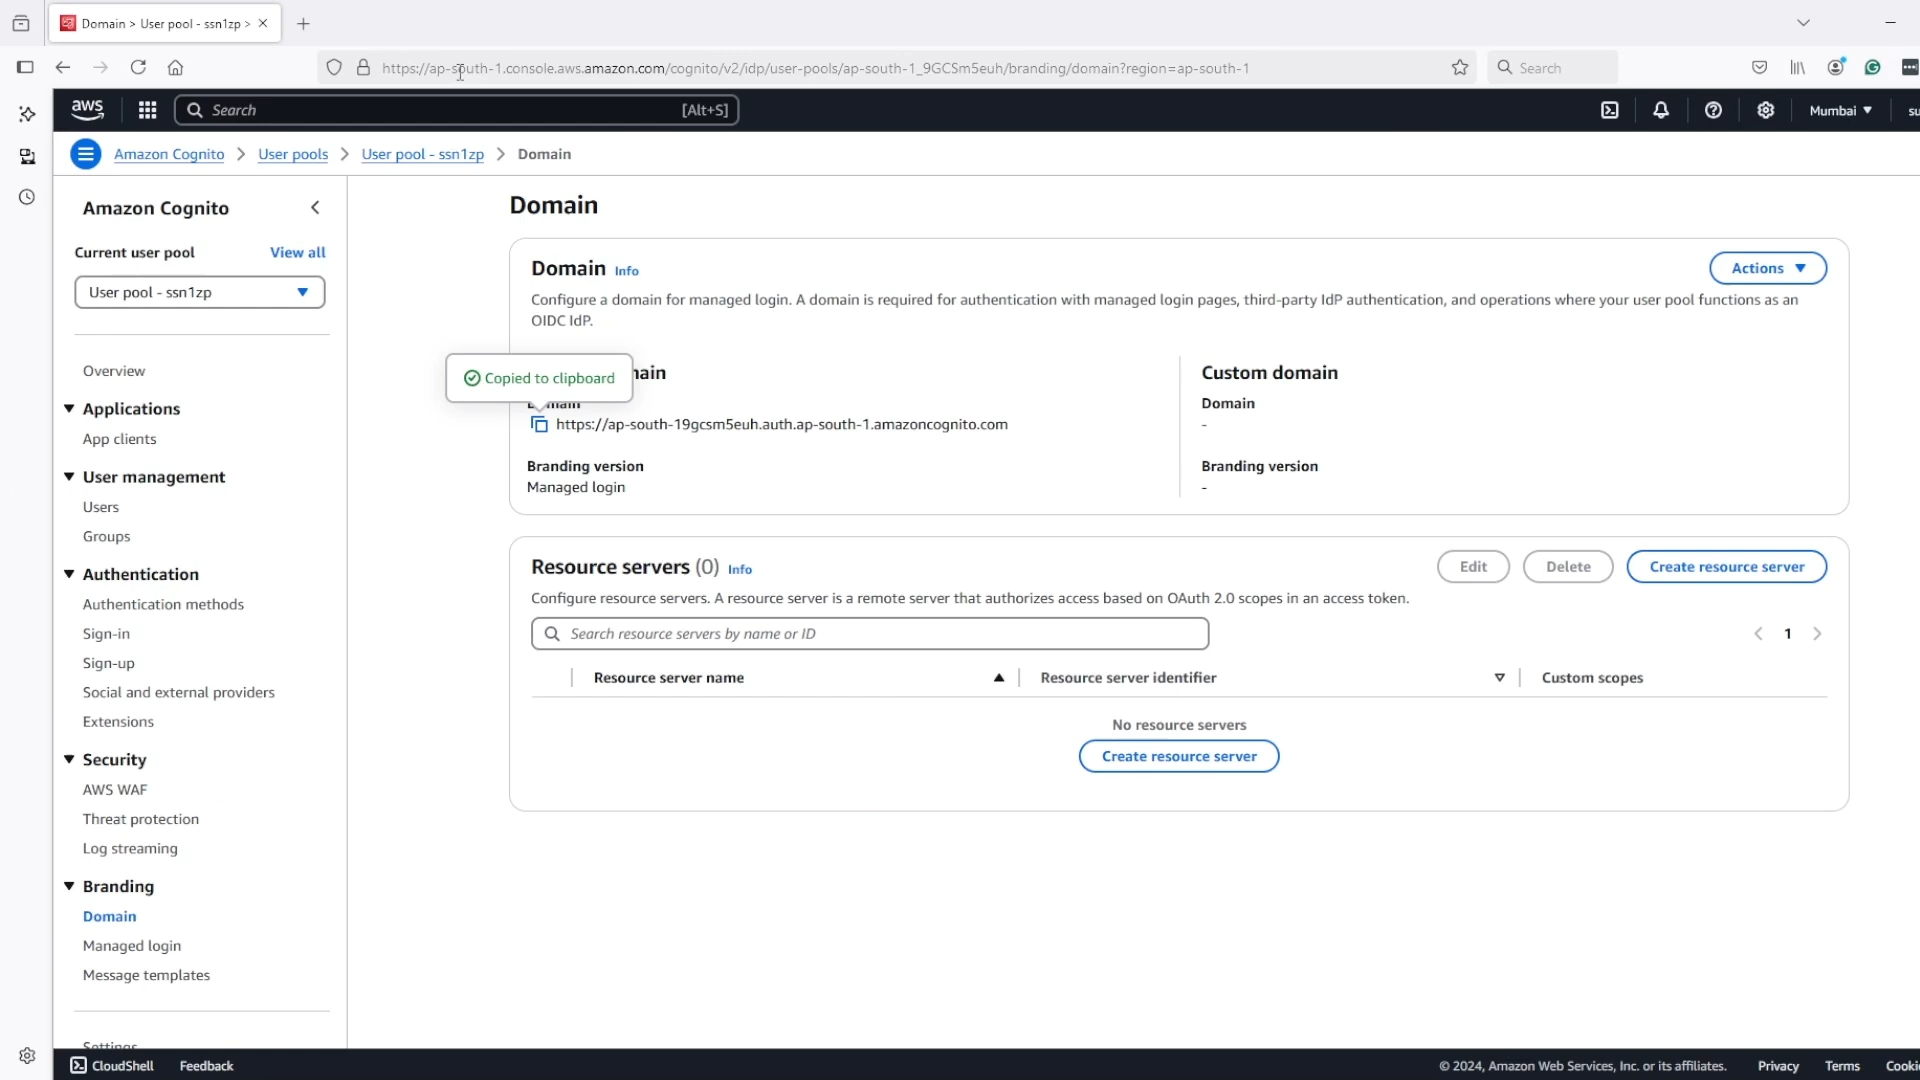 Domain > User pool - ssn1zp >
https://ap-south-1.console.aws.amazon.com/cognito/v2/idp/user-pools/ap-south-1_9GCSm5euh/branding/domain?region=ap-south-1
Search
aws
Search
[Alt+S]
Mumbai
su
Amazon Cognito
User pools
User pool - ssn1zp
Domain
Amazon Cognito
Current user pool
View all
User pool - ssn1zp
Overview
Applications
App clients
User management
Users
Groups
Authentication
Authentication methods
Sign-in
Sign-up
Social and external providers
Extensions
Security
AWS WAF
Threat protection
Log streaming
Branding
Domain
Managed login
Message templates
Settings
Domain
Domain Info
Actions
Configure a domain for managed login. A domain is required for authentication with managed login pages, third-party IdP authentication, and operations where your user pool functions as an
OIDC IdP.
Copied to clipboard
main
Domain
https://ap-south-19gcsm5euh.auth.ap-south-1.amazoncognito.com
Branding version
Managed login
Custom domain
Domain
-
Branding version
-
Resource servers (0) Info
Edit
Delete
Create resource server
Configure resource servers. A resource server is a remote server that authorizes access based on OAuth 2.0 scopes in an access token.
Search resource servers by name or ID
1
Resource server name
Resource server identifier
Custom scopes
No resource servers
Create resource server
CloudShell
Feedback
© 2024, Amazon Web Services, Inc. or its affiliates.
Privacy
Terms
Cooki